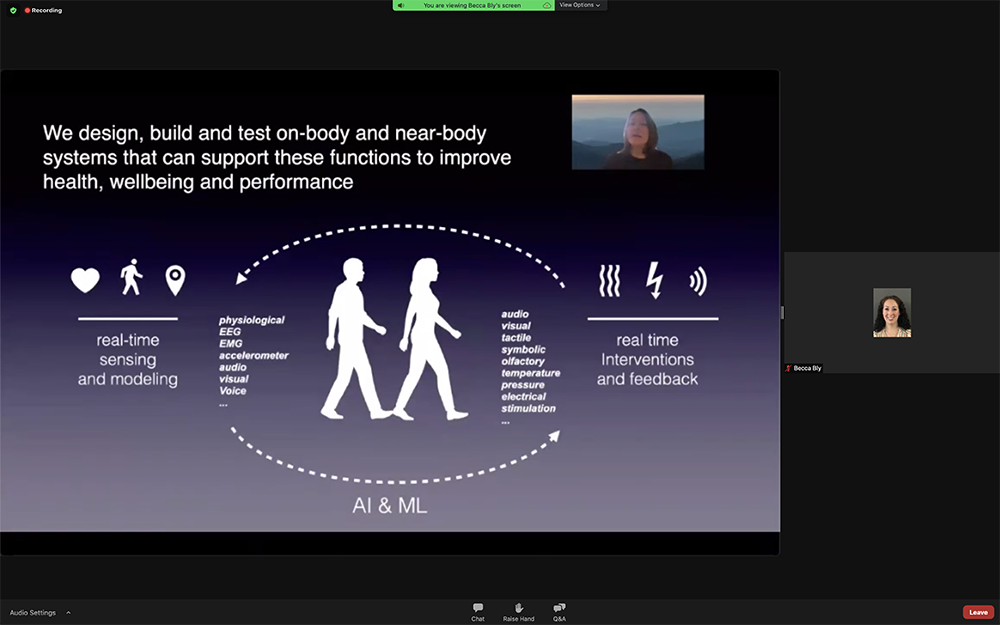 Recording
You are viewing Becca Bly's screen
View Options
We design, build and test on-body and near-body
systems that can support these functions to improve
health, wellbeing and performance
real-time
sensing
and modeling
physiological
EEG
EMG
accelerometer
audio
visual
Voice
...
audio
visual
tactile
symbolic
olfactory
temperature
pressure
electrical
stimulation
...
real time
Interventions
and feedback
AI & ML
Becca Bly
Audio Settings
Chat
Raise Hand
Q&A
Leave